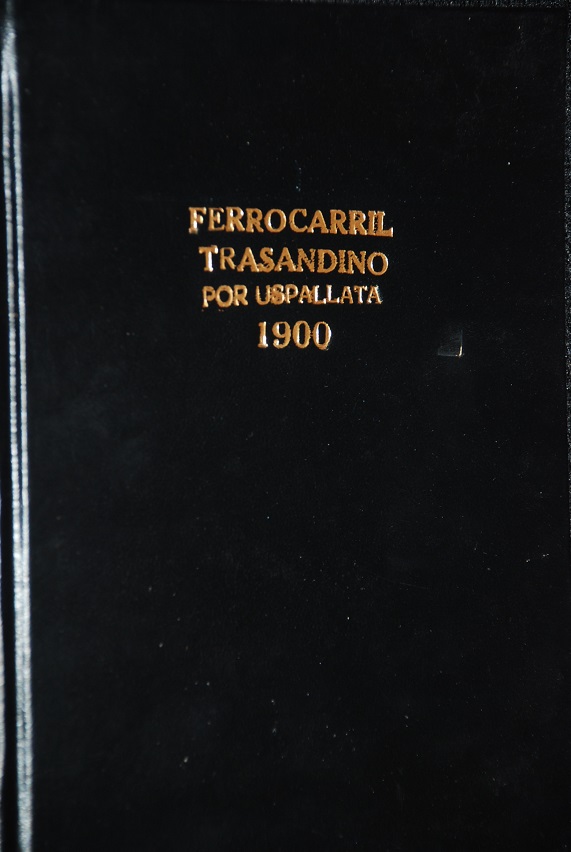 FERROCARRIL
TRASANDINO
POR USPALLATA
1900